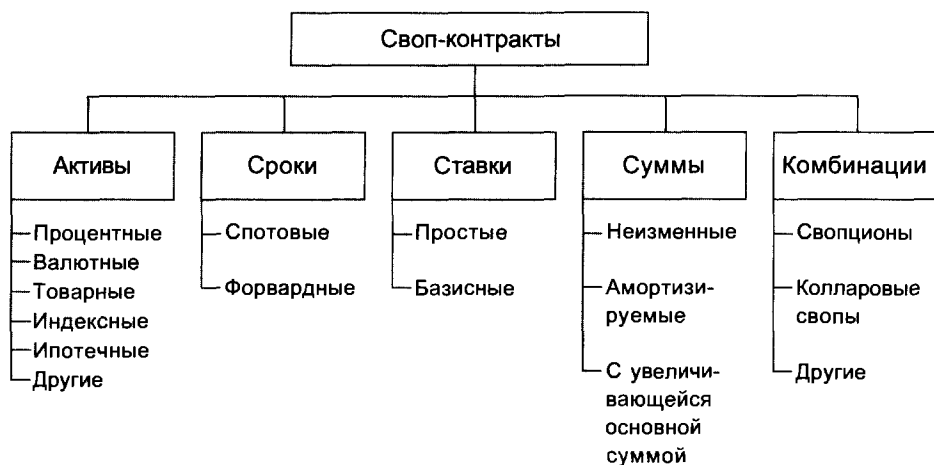 Своп-контракты
Активы
Процентные
Валютные
Товарные
Индексные
Ипотечные
Другие
Сроки
Спотовые
Форвардные
Ставки
Простые
Базисные
Суммы
Неизменные
Амортизи-
руемые
С увеличи-
вающейся
основной
суммой
Комбинации
Свопционы
Колларовые
свопы
Другие